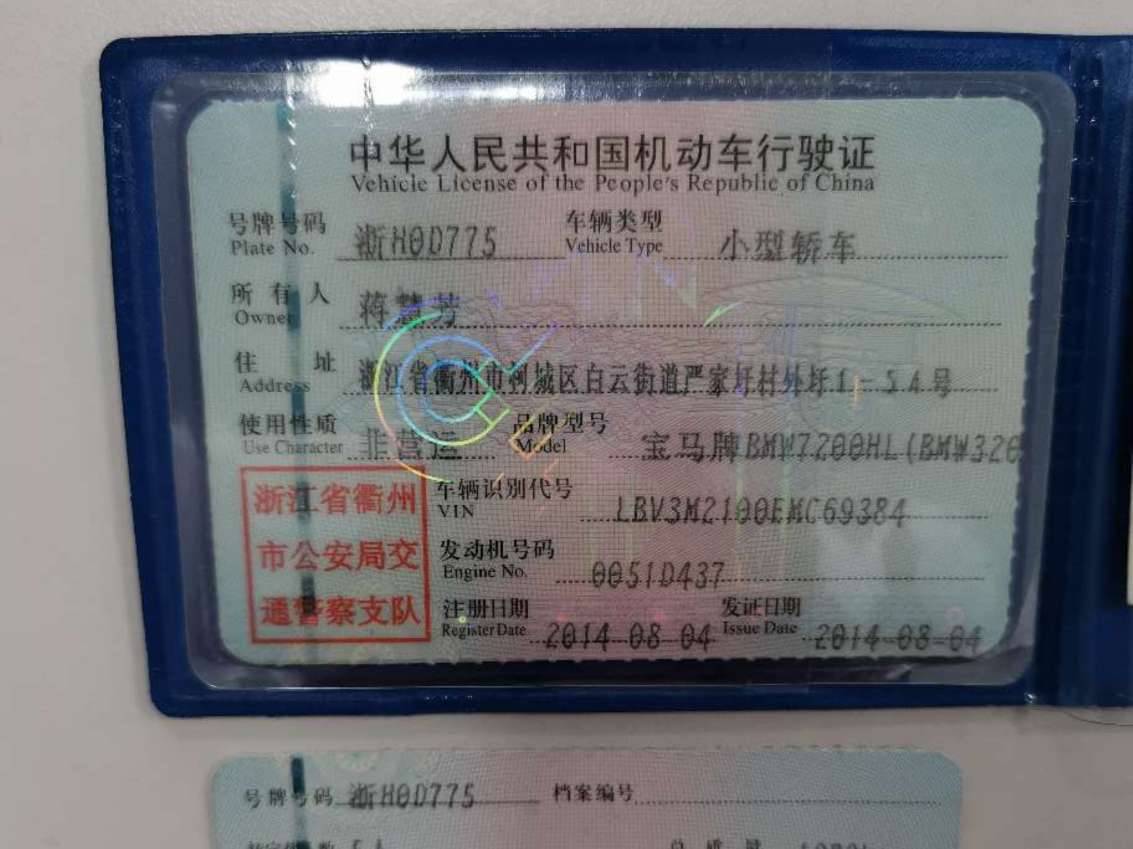 中华人民共和国机动车行驶证
Vehicle License of the People's Republic of China
号牌号码 浙H0D775 车辆类型 小型轿车
Plate No. Vehicle Type
所有人 蒋慧芳
Owner
住址 浙江省衢州市柯城区白云街道严家圩村外圩1-54号
Address
使用性质 非营运 品牌型号 宝马牌BMW7200HL(BMW320
Use Character Model
浙江省衢州
市公安局交
通警察支队
车辆识别代号 LBV3M2100EMC69384
VIN
发动机号码 0051D437
Engine No.
注册日期 2014-08-04 发证日期 2014-08-04
Register Date Issue Date
号牌号码 浙H0D775 档案编号